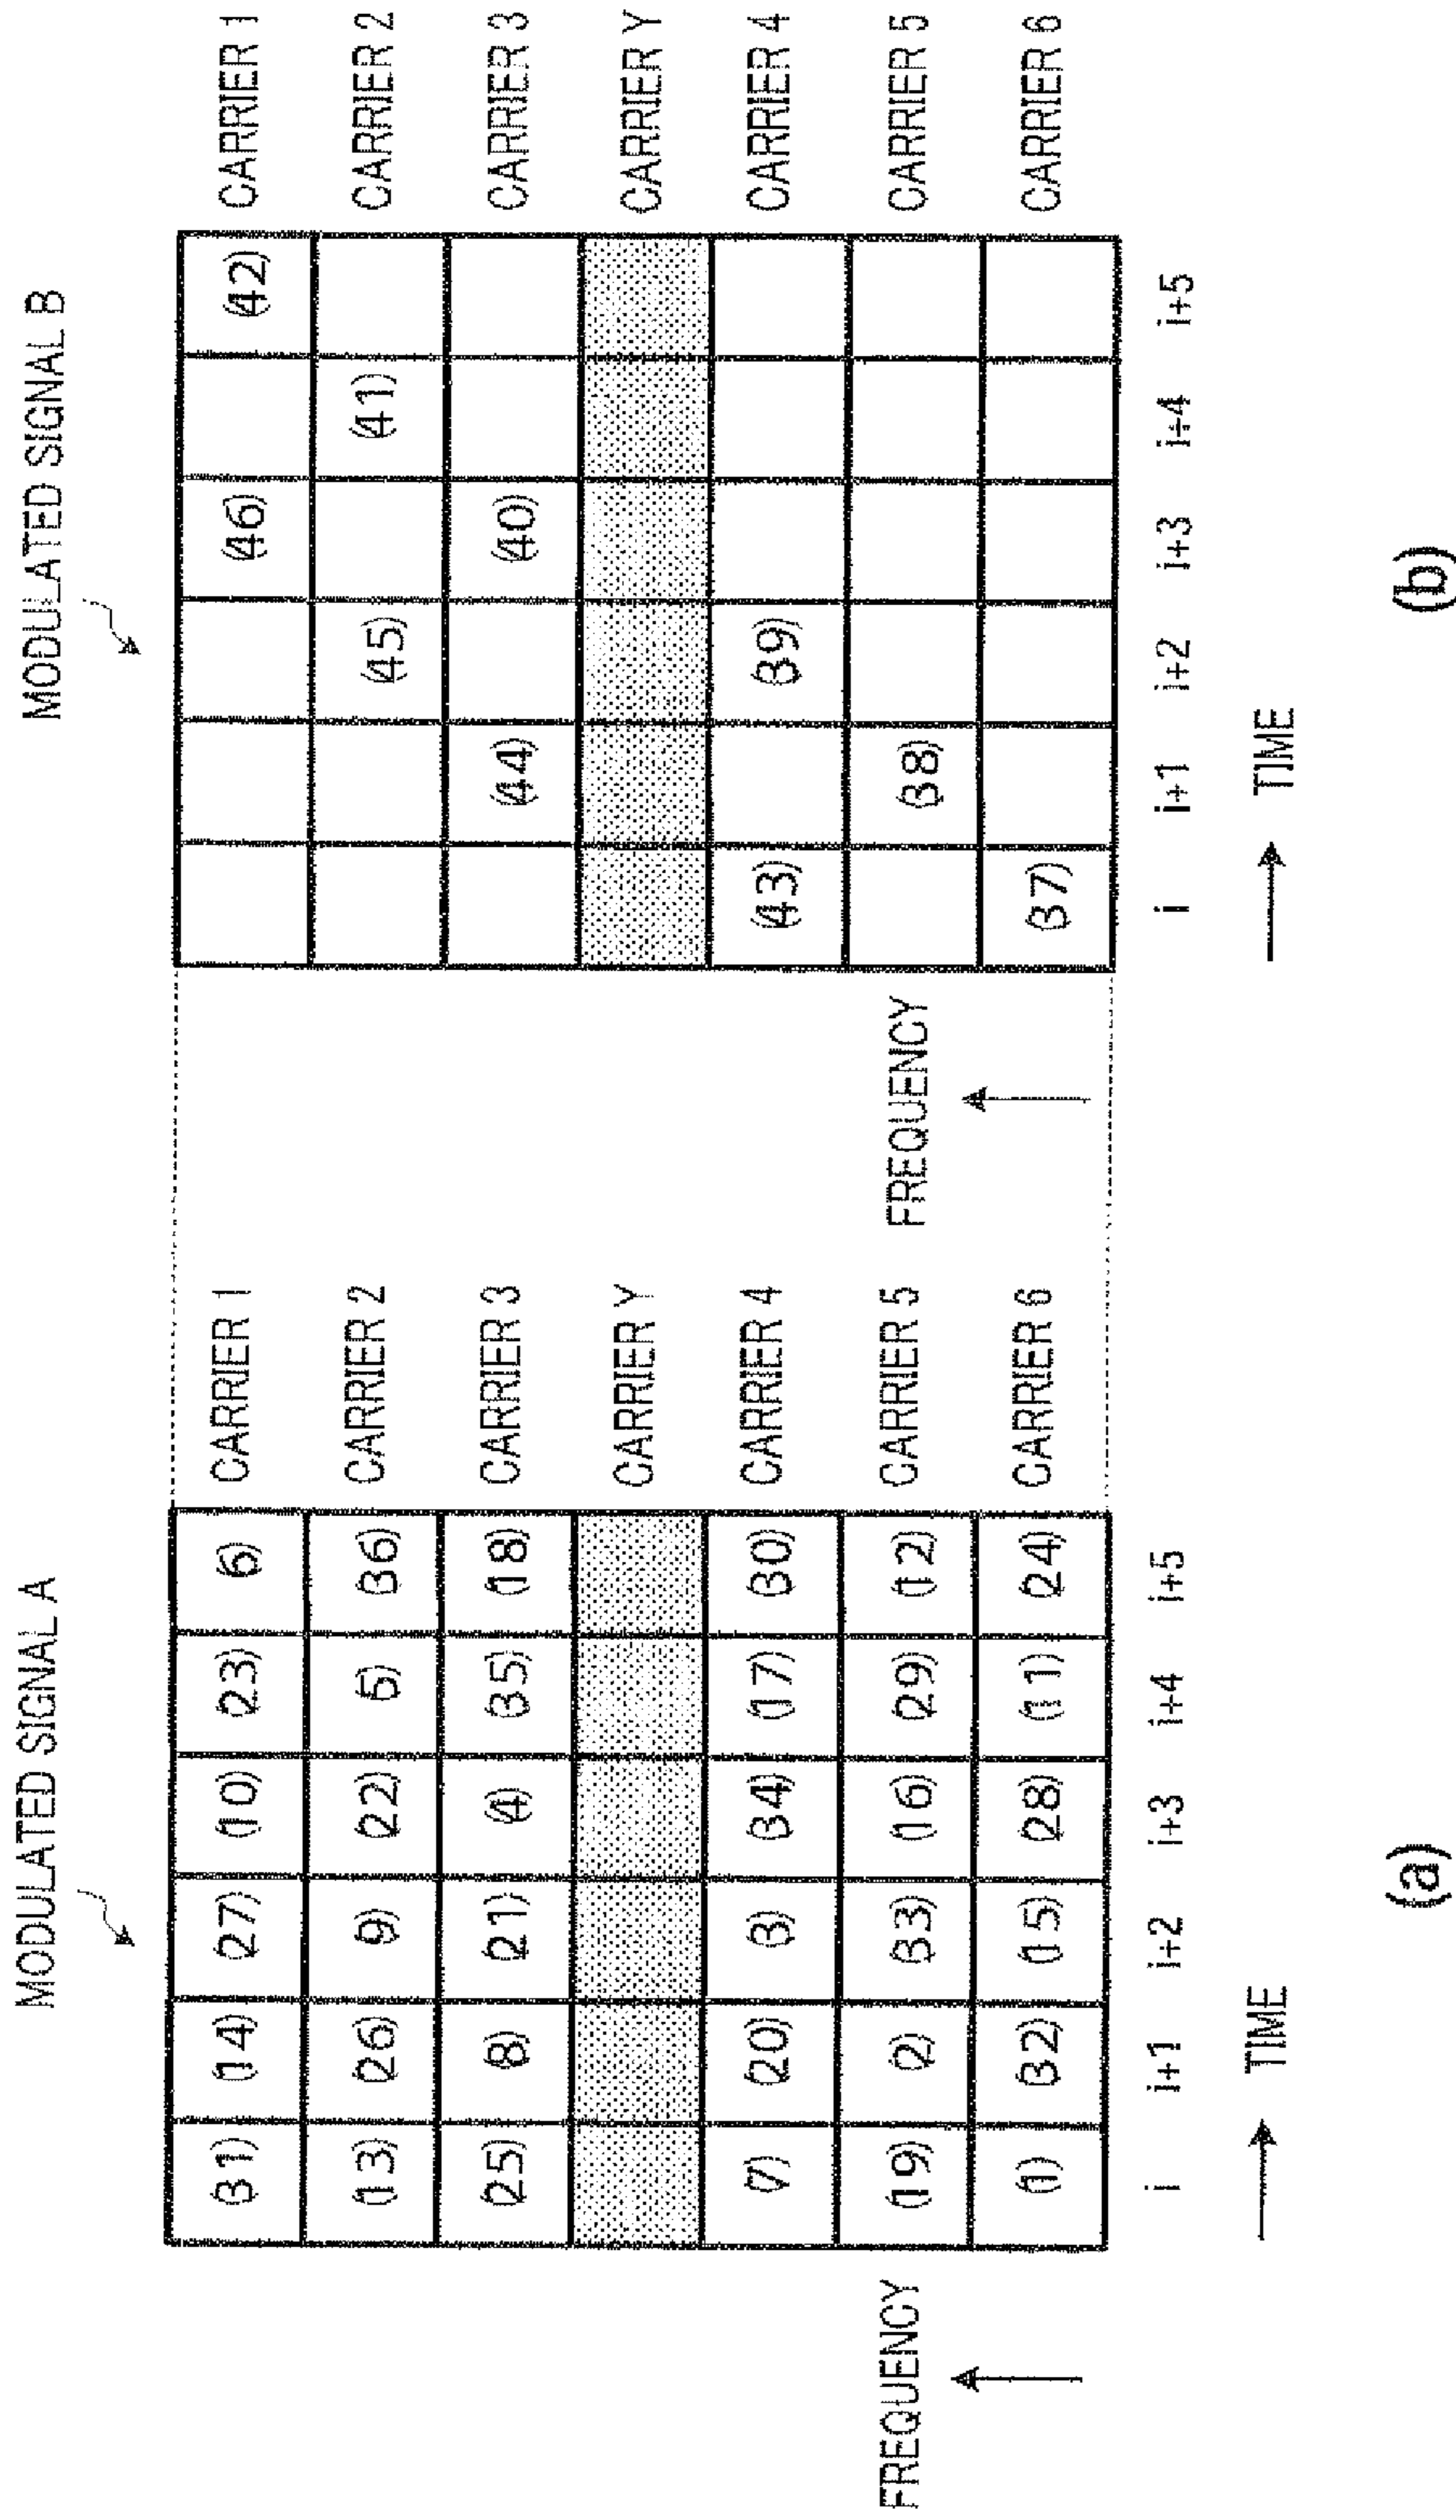 MODULATED SIGNAL A
(31) (14) (27) (10) (23) (6) CARRIER 1
(13) (26) (9) (22) (5) (36) CARRIER 2
(25) (8) (21) (4) (35) (18) CARRIER 3
CARRIER Y
(7) (20) (3) (34) (17) (30) CARRIER 4
(19) (2) (33) (16) (29) (12) CARRIER 5
(1) (32) (15) (28) (11) (24) CARRIER 6
FREQUENCY
i i+1 i+2 i+3 i+4 i+5
TIME
(a)
MODULATED SIGNAL B
(46) (42) CARRIER 1
(45) (41) CARRIER 2
(44) (40) CARRIER 3
CARRIER Y
(43) (39) CARRIER 4
(38) CARRIER 5
(37) CARRIER 6
FREQUENCY
i i+1 i+2 i+3 i+4 i+5
TIME
(b)